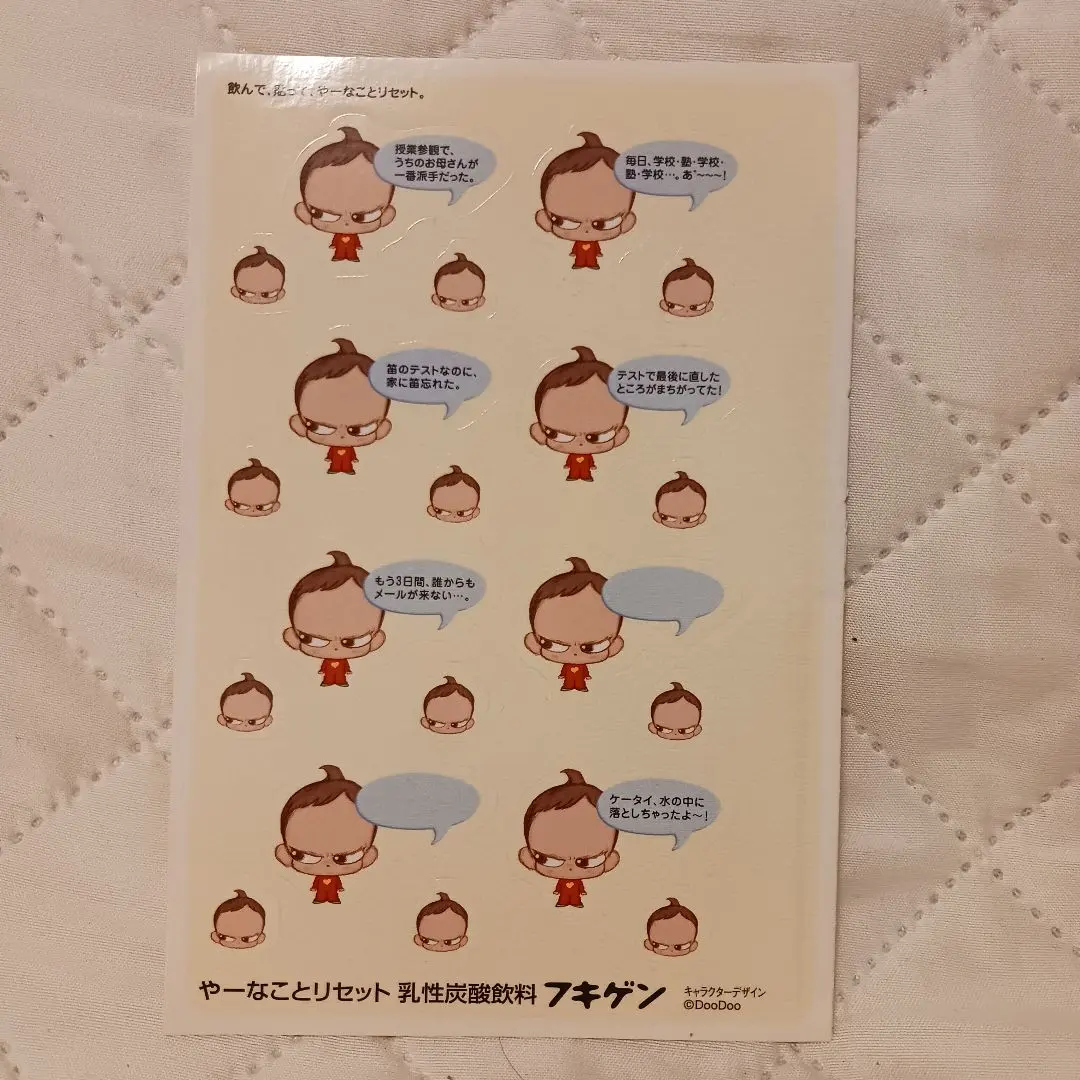 飲んで、貼って、やーなことリセット。
授業参観で、
うちのお母さんが
一番派手だった。
毎日、学校・塾・学校・
塾・学校…。あ゛〜〜〜!
笛のテストなのに、
家に笛忘れた。
テストで最後に直した
ところがまちがってた!
もう3日間、誰からも
メールが来ない…。
ケータイ、水の中に
落としちゃったよ〜!
やーなことリセット 乳性炭酸飲料 フキゲン
キャラクターデザイン
©DooDoo